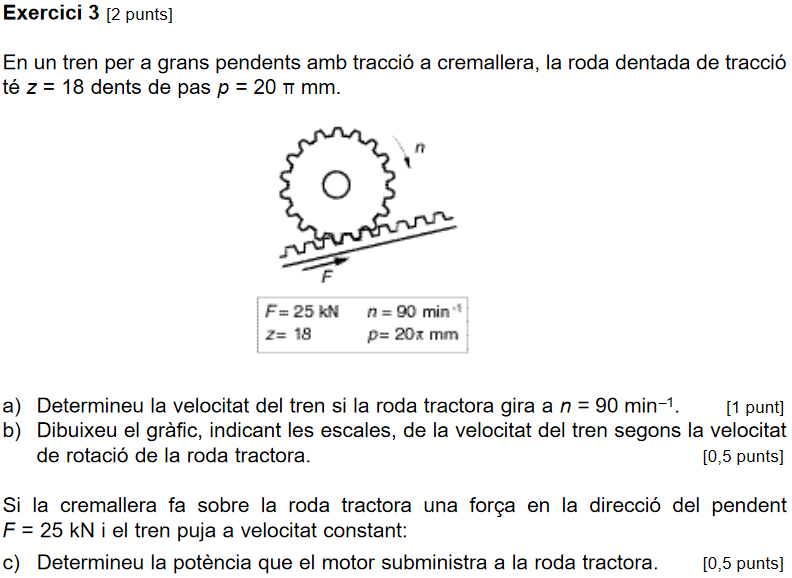 Exercici 3 [2 punts]
En un tren per a grans pendents amb tracció a cremallera, la roda dentada de tracció
té z = 18 dents de pas p = 20 π mm.
n
F
F= 25 kN n = 90 min⁻¹
z= 18 p= 20π mm
a) Determineu la velocitat del tren si la roda tractora gira a n = 90 min⁻¹. [1 punt]
b) Dibuixeu el gràfic, indicant les escales, de la velocitat del tren segons la velocitat
de rotació de la roda tractora. [0,5 punts]
Si la cremallera fa sobre la roda tractora una força en la direcció del pendent
F = 25 kN i el tren puja a velocitat constant:
c) Determineu la potència que el motor subministra a la roda tractora. [0,5 punts]